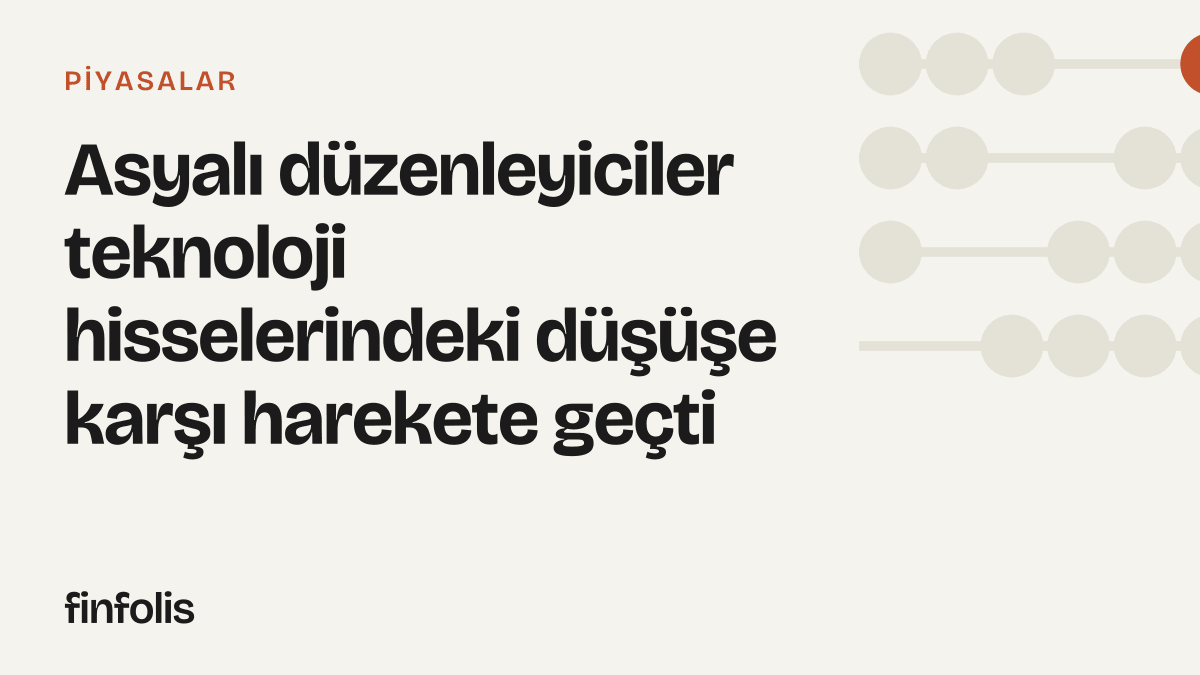 PİYASALAR
Asyalı düzenleyiciler
teknoloji
hisselerindeki düşüşe
karşı harekete geçti
finfolis